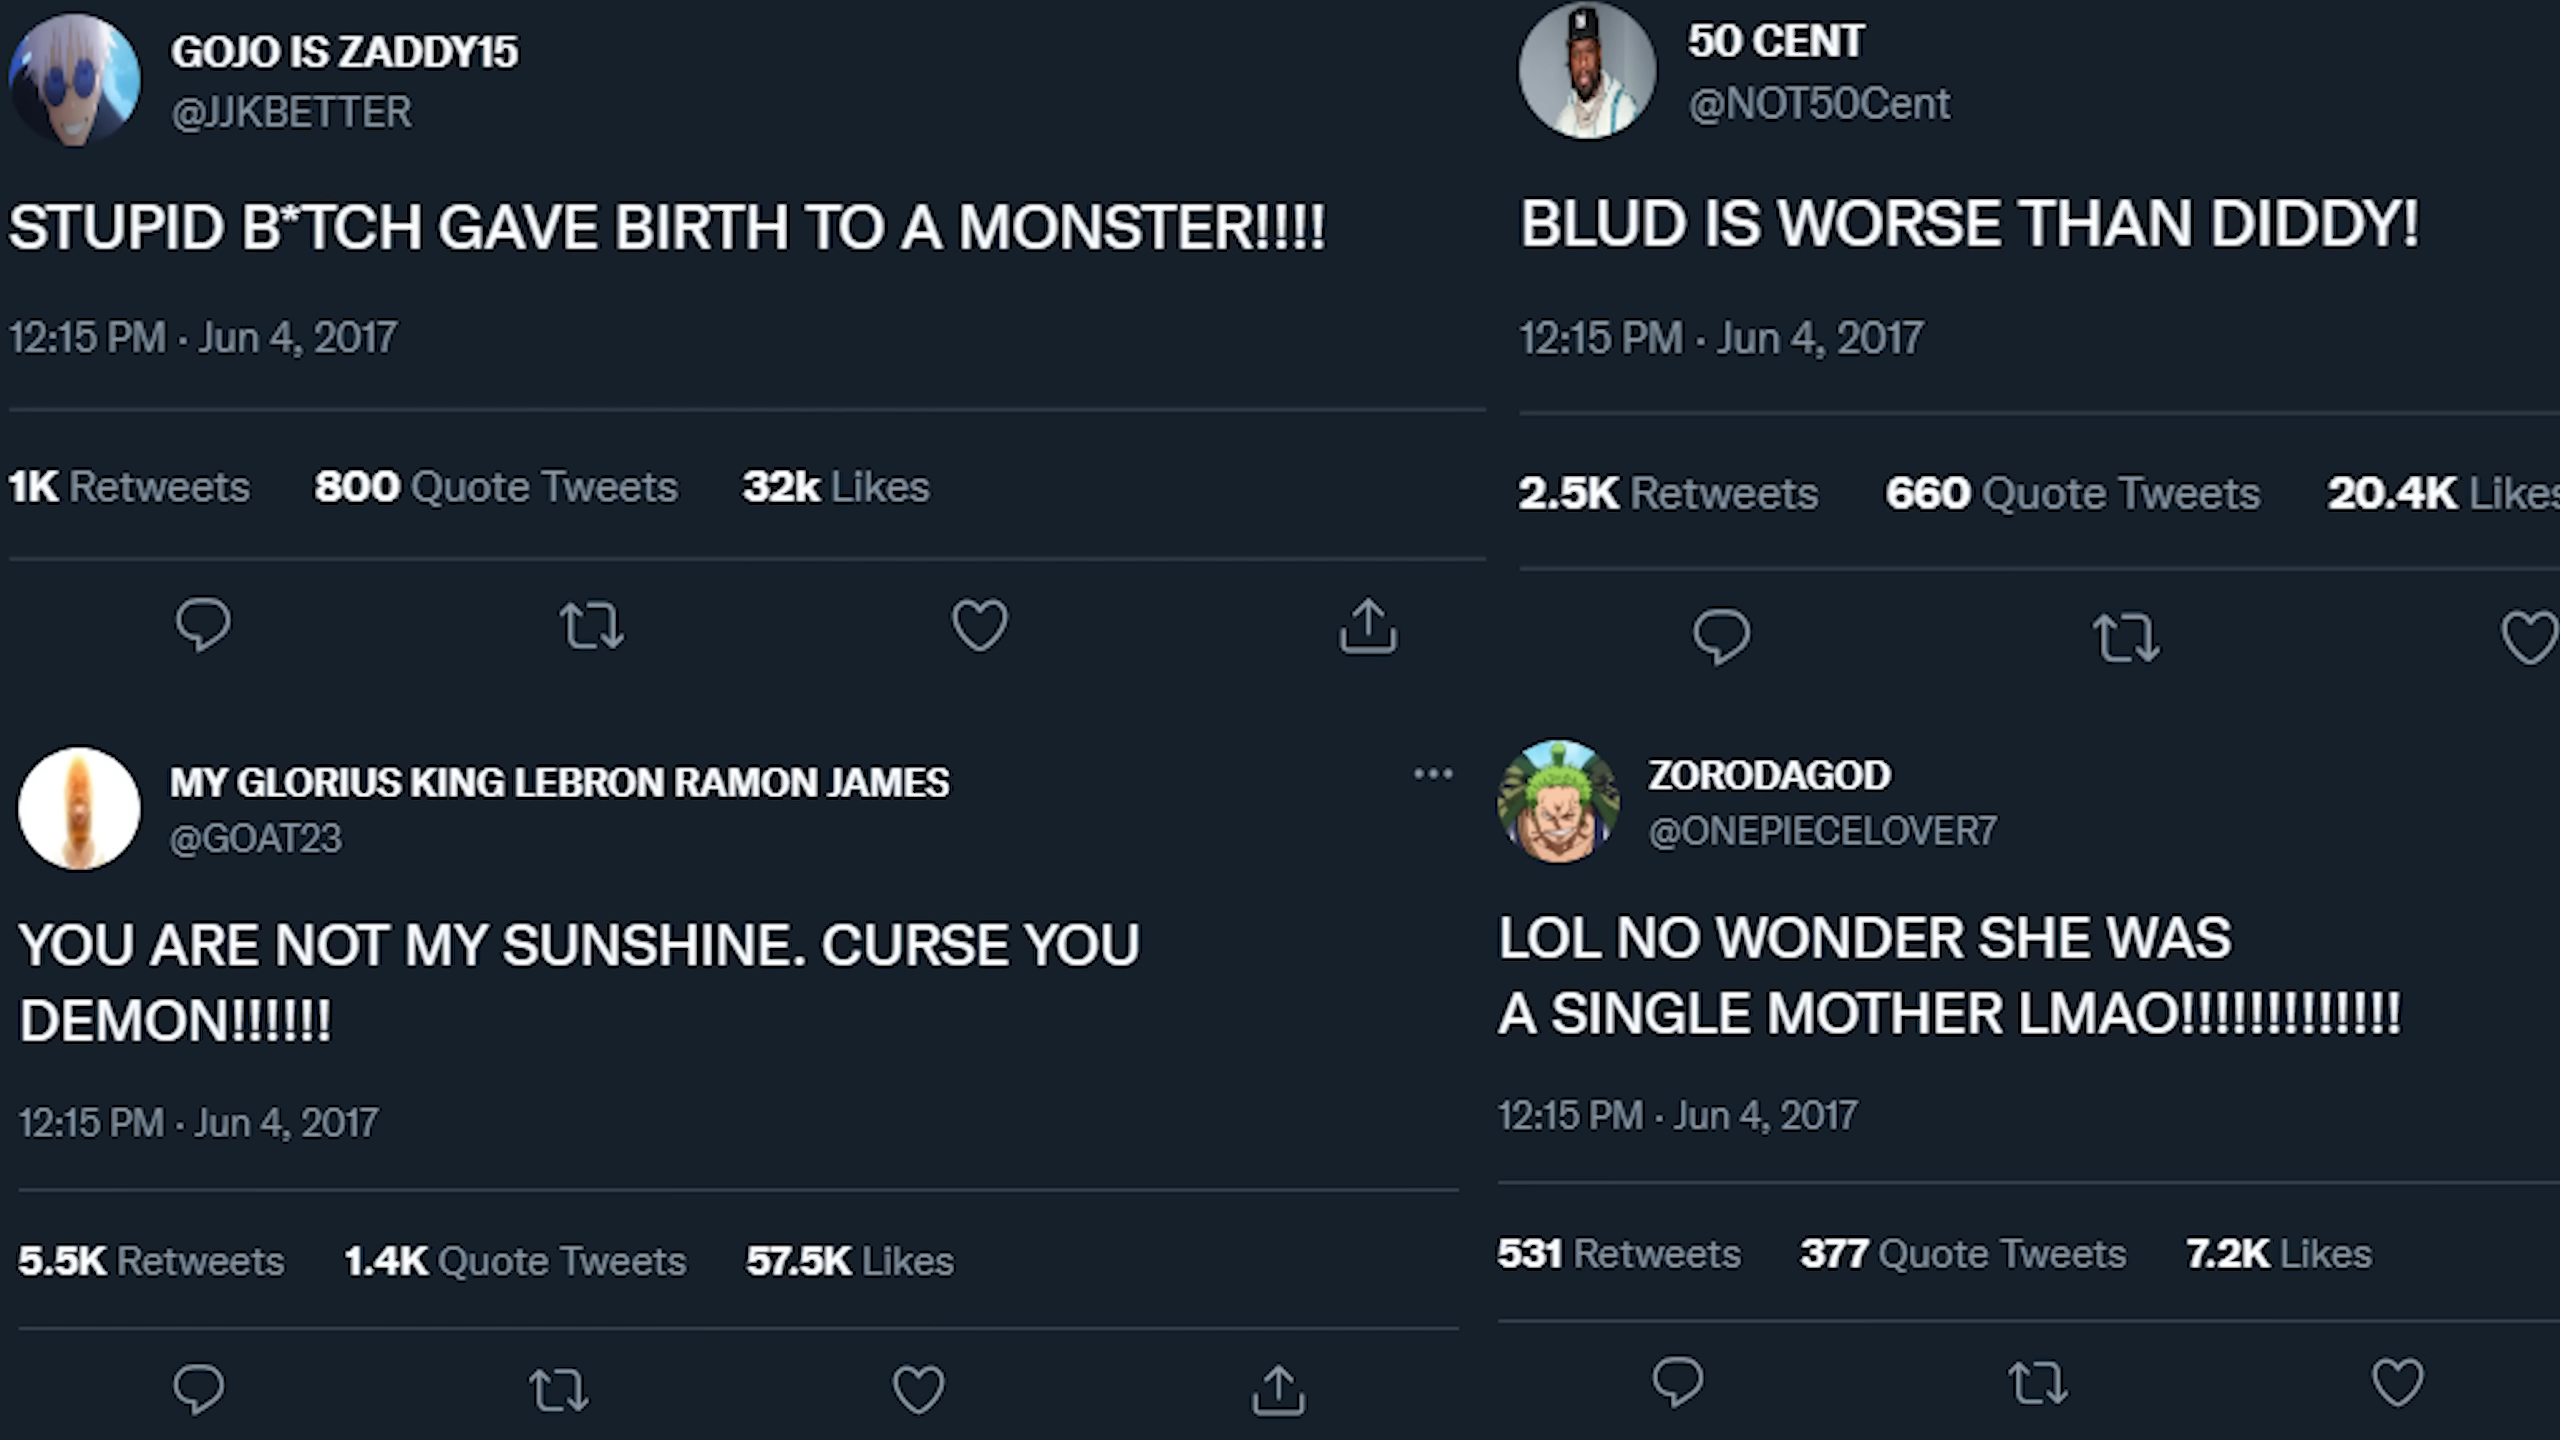 GOJO IS ZADDY15
@JJKBETTER
STUPID B*TCH GAVE BIRTH TO A MONSTER!!!!
12:15 PM · Jun 4, 2017
1K Retweets 800 Quote Tweets 32k Likes
50 CENT
@NOT50Cent
BLUD IS WORSE THAN DIDDY!
12:15 PM · Jun 4, 2017
2.5K Retweets 660 Quote Tweets 20.4K Likes
MY GLORIUS KING LEBRON RAMON JAMES
@GOAT23
YOU ARE NOT MY SUNSHINE. CURSE YOU
DEMON!!!!!!
12:15 PM · Jun 4, 2017
5.5K Retweets 1.4K Quote Tweets 57.5K Likes
ZORODAGOD
@ONEPIECELOVER7
LOL NO WONDER SHE WAS
A SINGLE MOTHER LMAO!!!!!!!!!!!!!
12:15 PM · Jun 4, 2017
531 Retweets 377 Quote Tweets 7.2K Likes